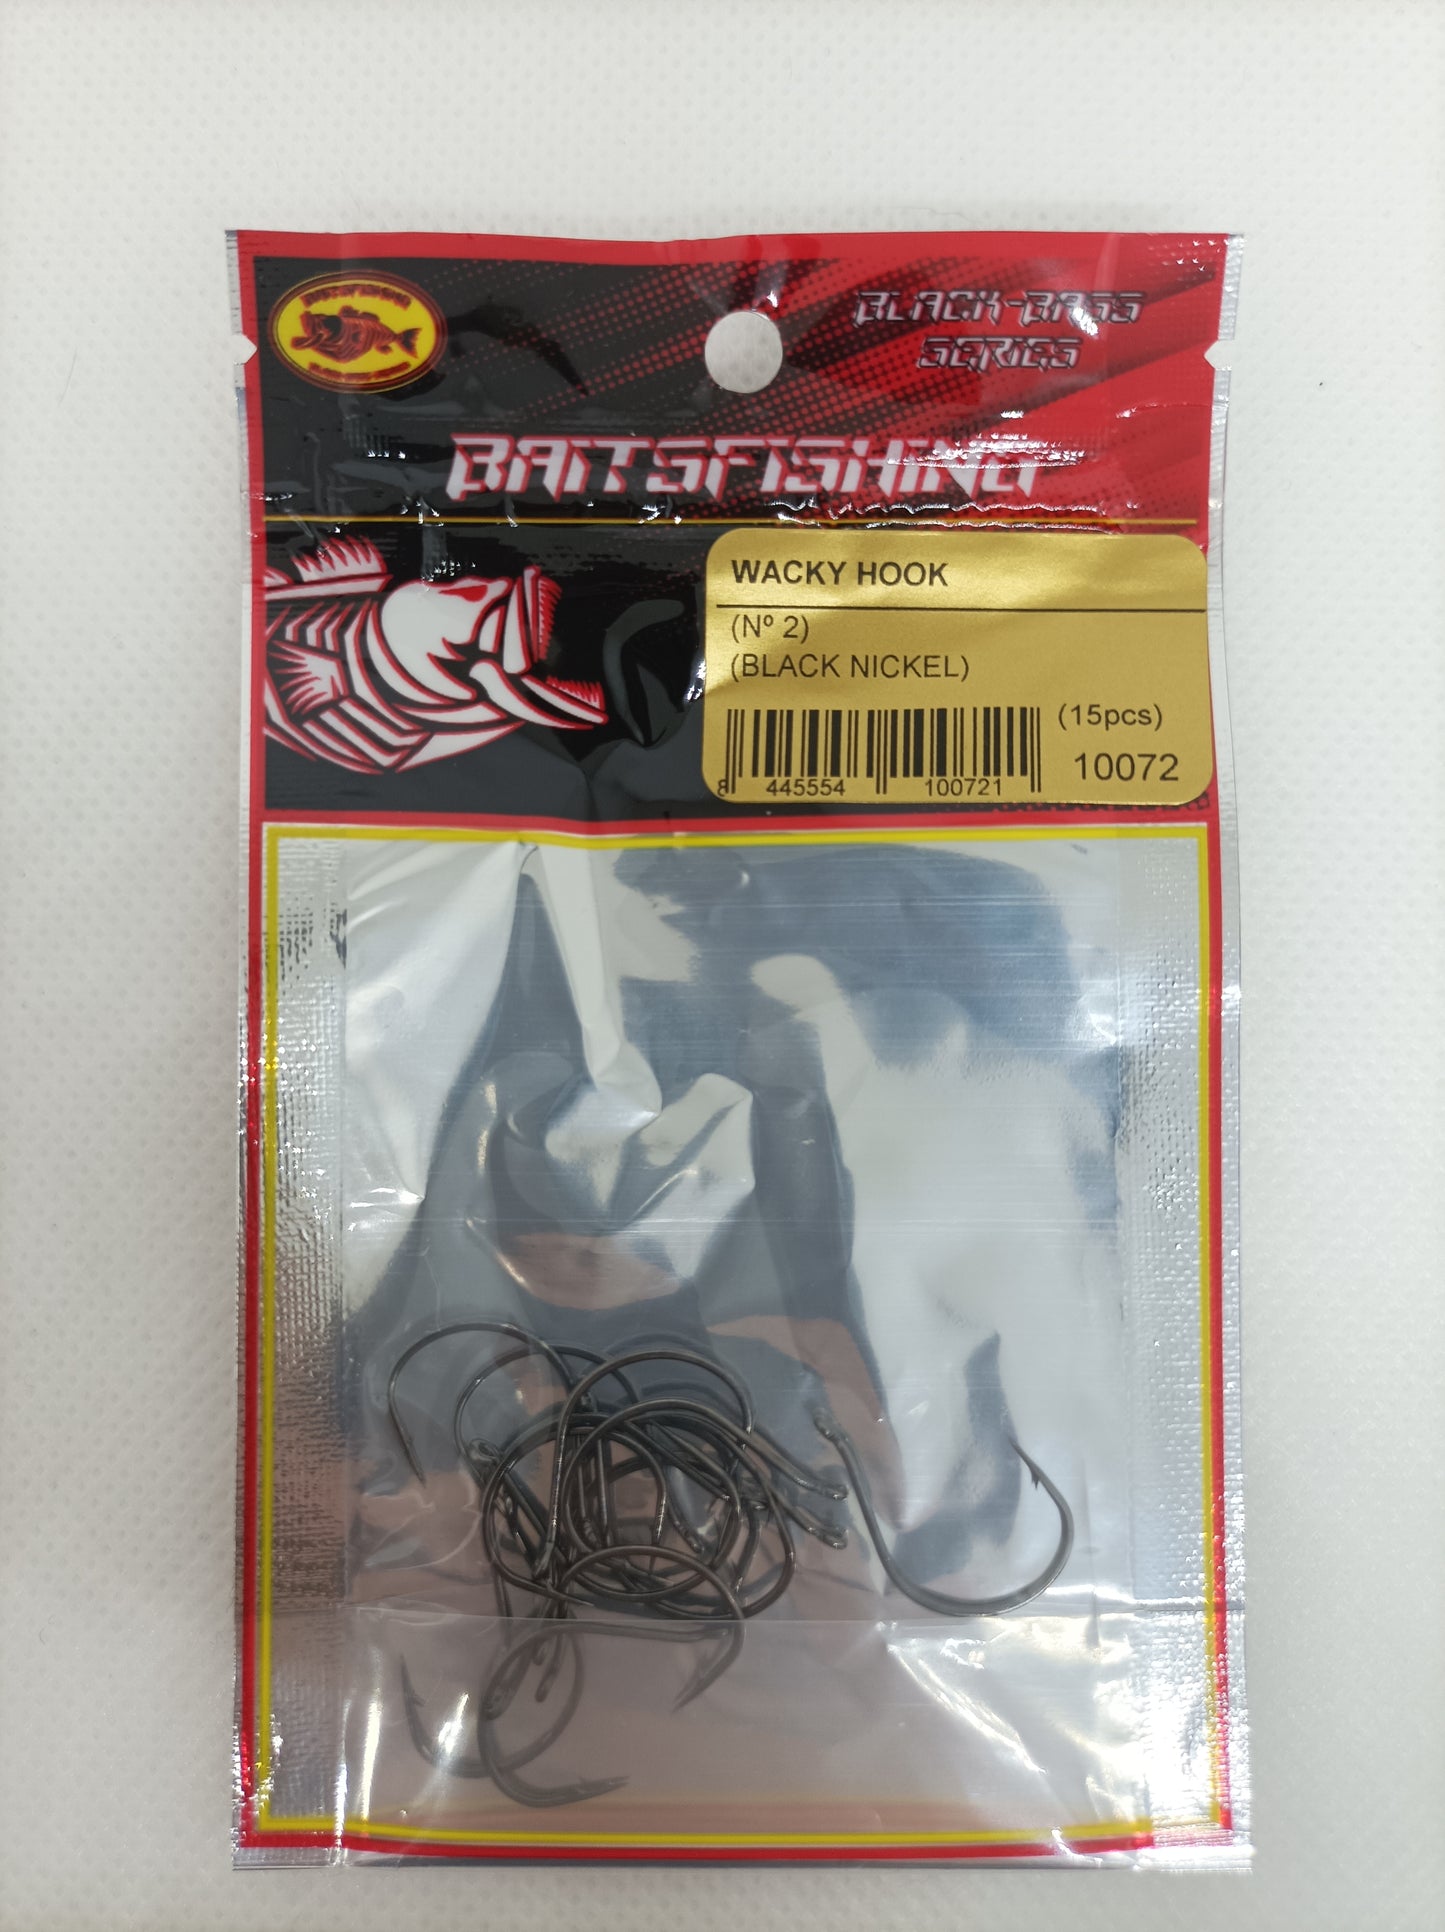 BLACK-BASS
SERIES
BAITSFISHING
WACKY HOOK
(Nº 2)
(BLACK NICKEL)
(15pcs)
8 445554 100721
10072